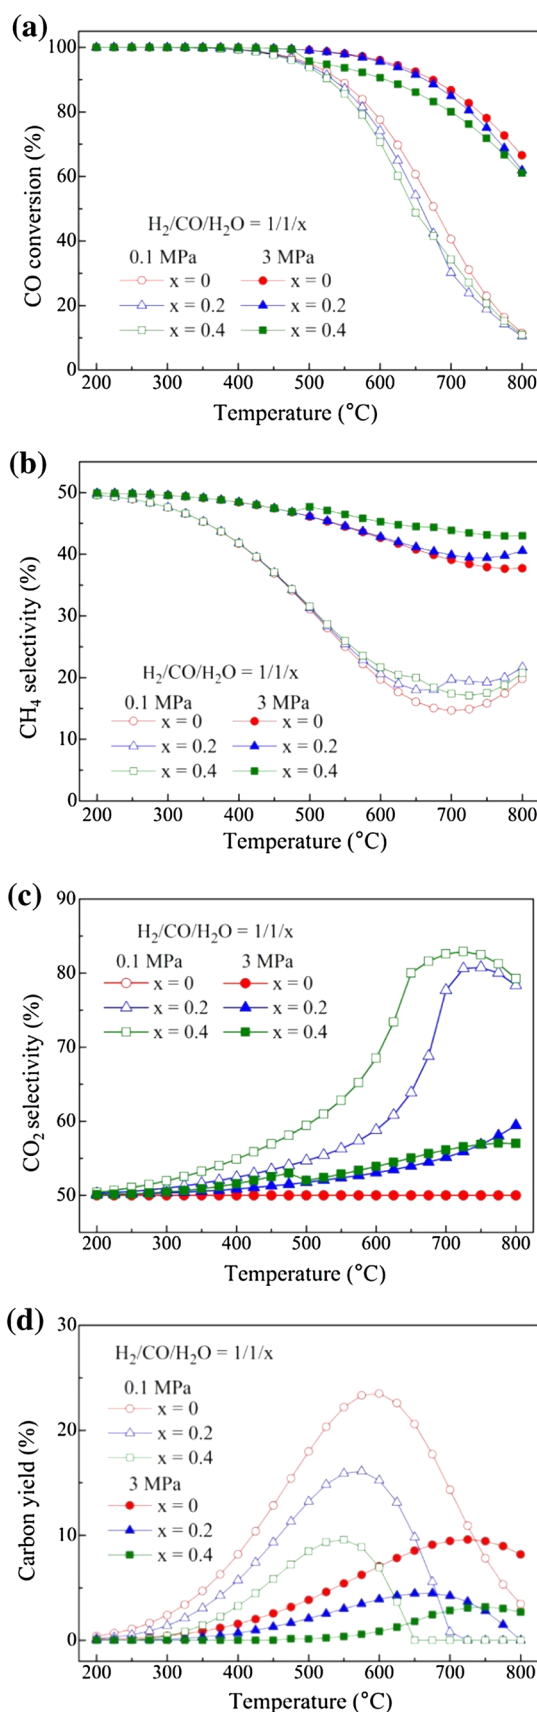 (a)
100
80
60
40
20
0
CO conversion (%)
H2/CO/H2O = 1/1/x
0.1 MPa 3 MPa
x = 0 x = 0
x = 0.2 x = 0.2
x = 0.4 x = 0.4
200 300 400 500 600 700 800
Temperature (°C)
(b)
50
40
30
20
10
0
CH4 selectivity (%)
H2/CO/H2O = 1/1/x
0.1 MPa 3 MPa
x = 0 x = 0
x = 0.2 x = 0.2
x = 0.4 x = 0.4
200 300 400 500 600 700 800
Temperature (°C)
(c)
90
80
70
60
50
CO2 selectivity (%)
H2/CO/H2O = 1/1/x
0.1 MPa 3 MPa
x = 0 x = 0
x = 0.2 x = 0.2
x = 0.4 x = 0.4
200 300 400 500 600 700 800
Temperature (°C)
(d)
30
20
10
0
Carbon yield (%)
H2/CO/H2O = 1/1/x
0.1 MPa
x = 0
x = 0.2
x = 0.4
3 MPa
x = 0
x = 0.2
x = 0.4
200 300 400 500 600 700 800
Temperature (°C)